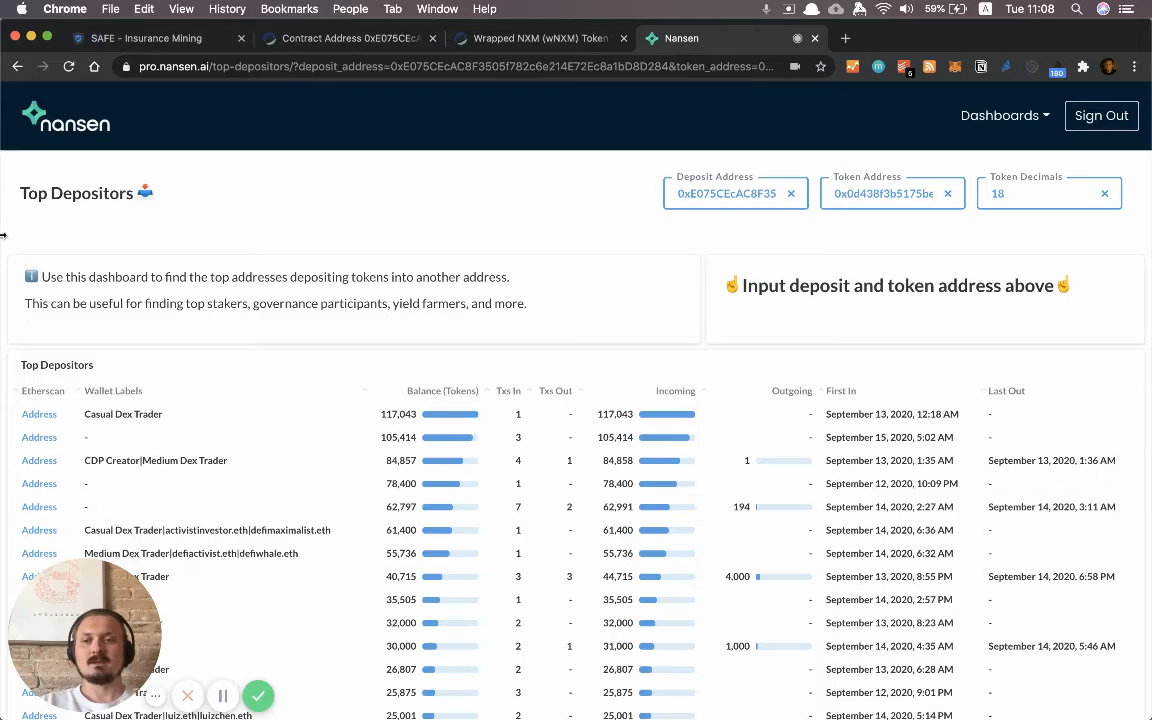 Chrome File Edit View History Bookmarks People Tab Window Help 59% A Tue 11:08
SAFE - Insurance Mining Contract Address 0xE075CEcA Wrapped NXM (wNXM) Token Nansen
pro.nansen.ai/top-depositors/?deposit_address=0xE075CEcAC8F3505f782c6e214E72Ec8a1bD8D284&token_address=0... 5 180
nansen Dashboards Sign Out
Top Depositors
Deposit Address Token Address Token Decimals
0xE075CEcAC8F35 0x0d438f3b5175be 18
Use this dashboard to find the top addresses depositing tokens into another address.
This can be useful for finding top stakers, governance participants, yield farmers, and more.
Input deposit and token address above
Top Depositors
Etherscan Wallet Labels Balance (Tokens) Txs In Txs Out Incoming Outgoing First In Last Out
Address Casual Dex Trader 117,043 1 - 117,043 - September 13, 2020, 12:18 AM -
Address - 105,414 3 - 105,414 - September 15, 2020, 5:02 AM -
Address CDP Creator|Medium Dex Trader 84,857 4 1 84,858 1 September 13, 2020, 1:35 AM September 13, 2020, 1:36 AM
Address - 78,400 1 - 78,400 - September 12, 2020, 10:09 PM -
Address - 62,797 7 2 62,991 194 September 14, 2020, 2:27 AM September 14, 2020, 3:11 AM
Address Casual Dex Trader|activistinvestor.eth|defimaximalist.eth 61,400 1 - 61,400 - September 14, 2020, 6:36 AM -
Address Medium Dex Trader|defiactivist.eth|defiwhale.eth 55,736 1 - 55,736 - September 14, 2020, 6:32 AM -
Trader 40,715 3 3 44,715 4,000 September 13, 2020, 8:55 PM September 14, 2020, 6:58 PM
35,505 1 - 35,505 - September 14, 2020, 2:57 PM -
32,000 2 - 32,000 - September 13, 2020, 8:23 AM -
30,000 2 1 31,000 1,000 September 14, 2020, 4:35 AM September 14, 2020, 5:46 AM
26,807 2 - 26,807 - September 13, 2020, 6:28 AM -
25,875 3 - 25,875 - September 12, 2020, 9:01 PM -
Casual Dex Trader|luiz.eth|luizchen.eth 25,001 2 - 25,001 - September 14, 2020, 5:14 PM -